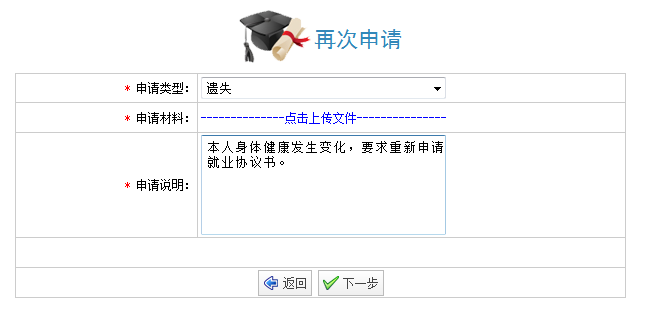 再次申请
* 申请类型： 遗失
* 申请材料： --------------点击上传文件---------------
* 申请说明： 本人身体健康发生变化，要求重新申请
就业协议书。
返回 下一步